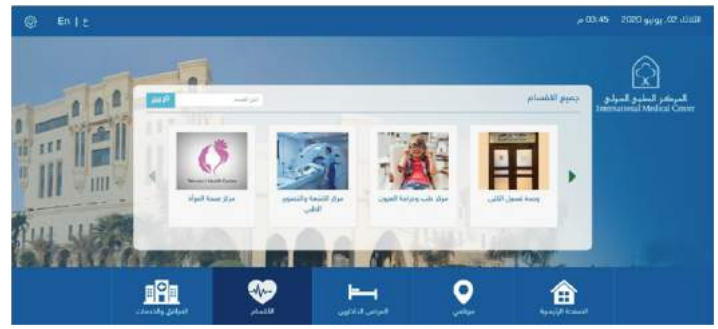 الثلاثاء 02، يونيو 2020 03:45 م
En | ع
المركز الطبي الدولي
International Medical Center
جميع الاقسام
وحدة غسيل الكلى
مركز طب وجراحة العيون
مركز الاشعة والتصوير الطبي
مركز صحة المرأة
Women's Health Center
الصفحة الرئيسية
موقعي
المرضى الداخليين
الأقسام
المرافق والخدمات